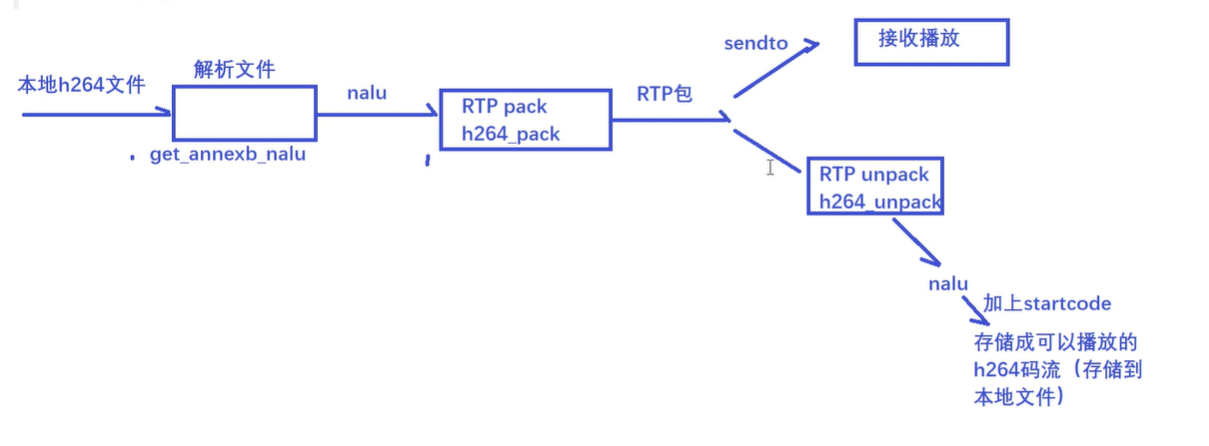 本地h264文件
解析文件
get_annexb_nalu
nalu
RTP pack
h264_pack
RTP包
sendto
接收播放
RTP unpack
h264_unpack
nalu
加上startcode
存储成可以播放的
h264码流（存储到
本地文件）